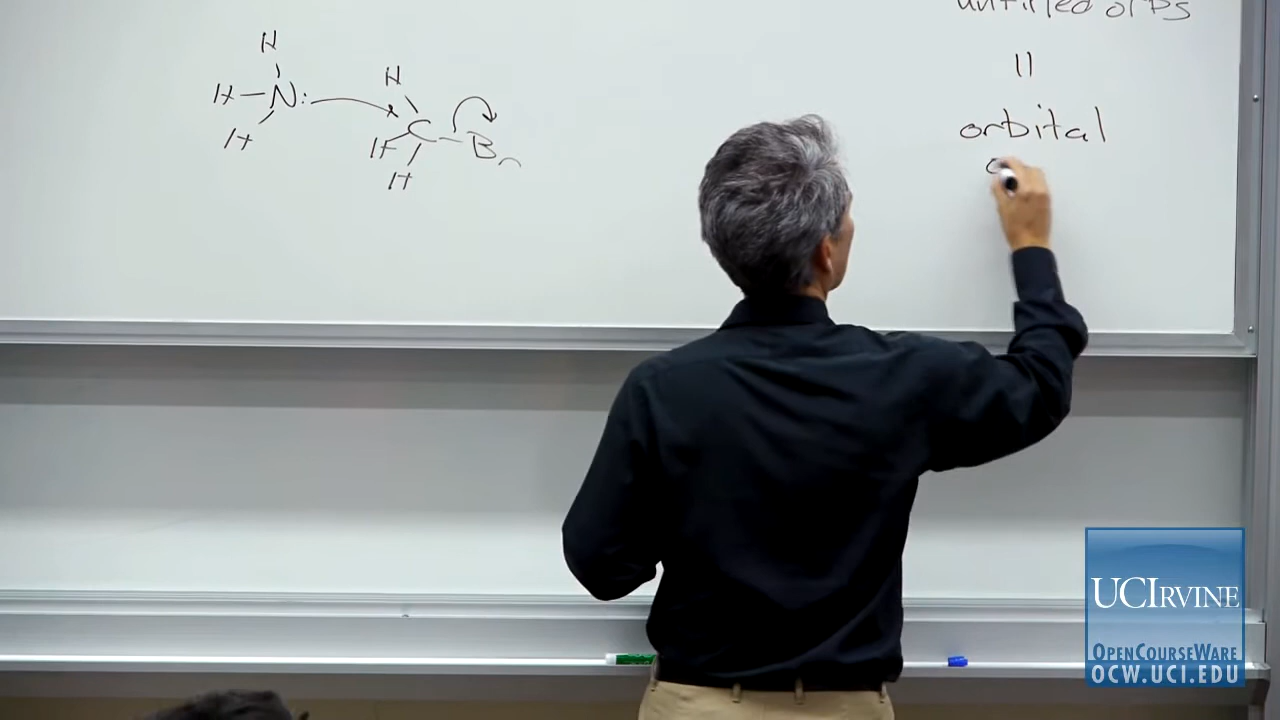 unfilled orbs
||
orbital
H
H-N:
H
H
H C-Br
H
UCIRVINE
OPENCOURSEWARE
OCW.UCI.EDU